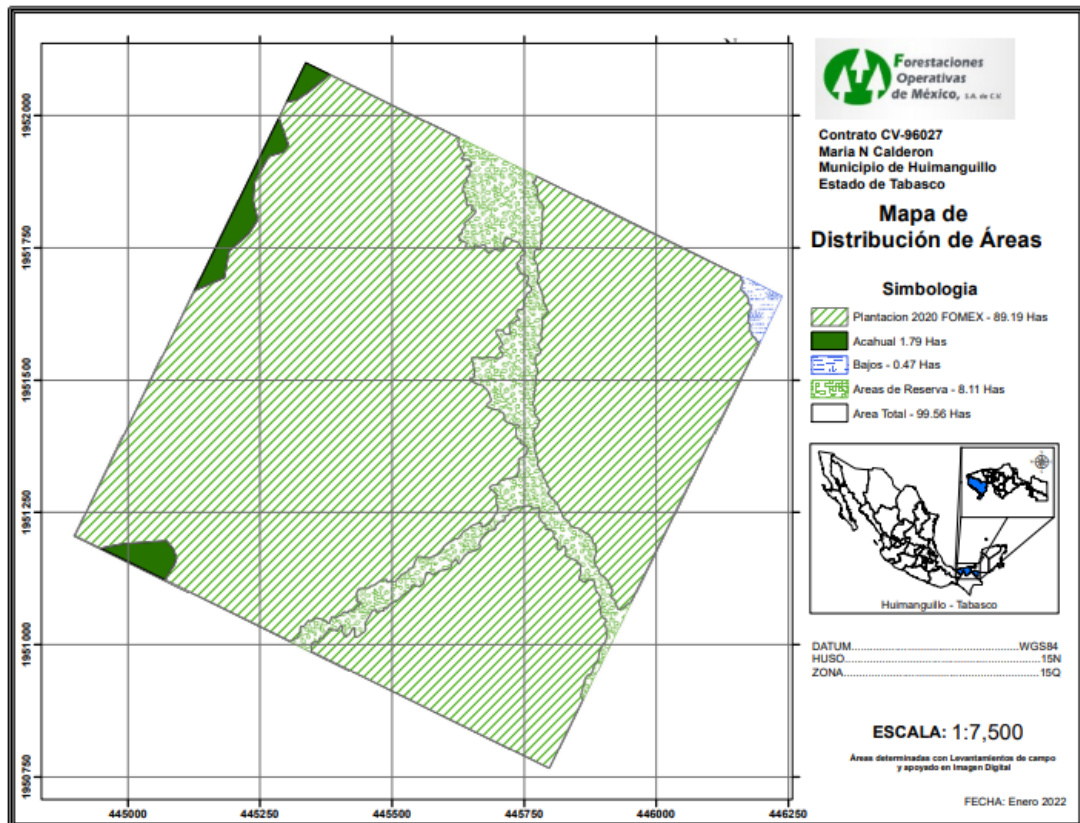 Forestaciones
Operativas
de México, S.A. de C.V.
Contrato CV-96027
Maria N Calderon
Municipio de Huimanguillo
Estado de Tabasco
Mapa de
Distribución de Áreas
Simbologia
Plantacion 2020 FOMEX - 89.19 Has
Acahual 1.79 Has
Bajos - 0.47 Has
Areas de Reserva - 8.11 Has
Area Total - 99.56 Has
Huimanguillo - Tabasco
DATUM WGS84
HUSO 15N
ZONA 15Q
ESCALA: 1:7,500
Áreas determinadas con Levantamientos de campo
y apoyado en Imagen Digital
FECHA: Enero 2022
1952000
1951750
1951500
1951250
1951000
1950750
445000 445250 445500 445750 446000 446250